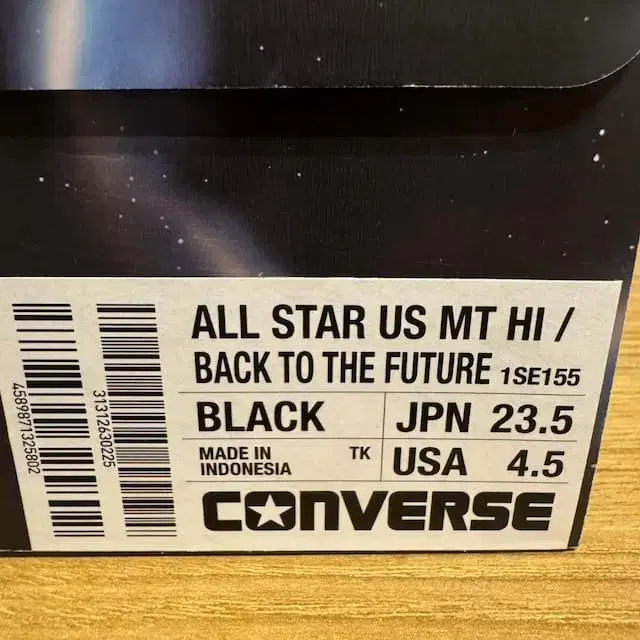 ALL STAR US MT HI /
BACK TO THE FUTURE 1SE155
BLACK JPN 23.5
MADE IN
INDONESIA
TK
USA 4.5
CONVERSE
4589871325802
31312630225